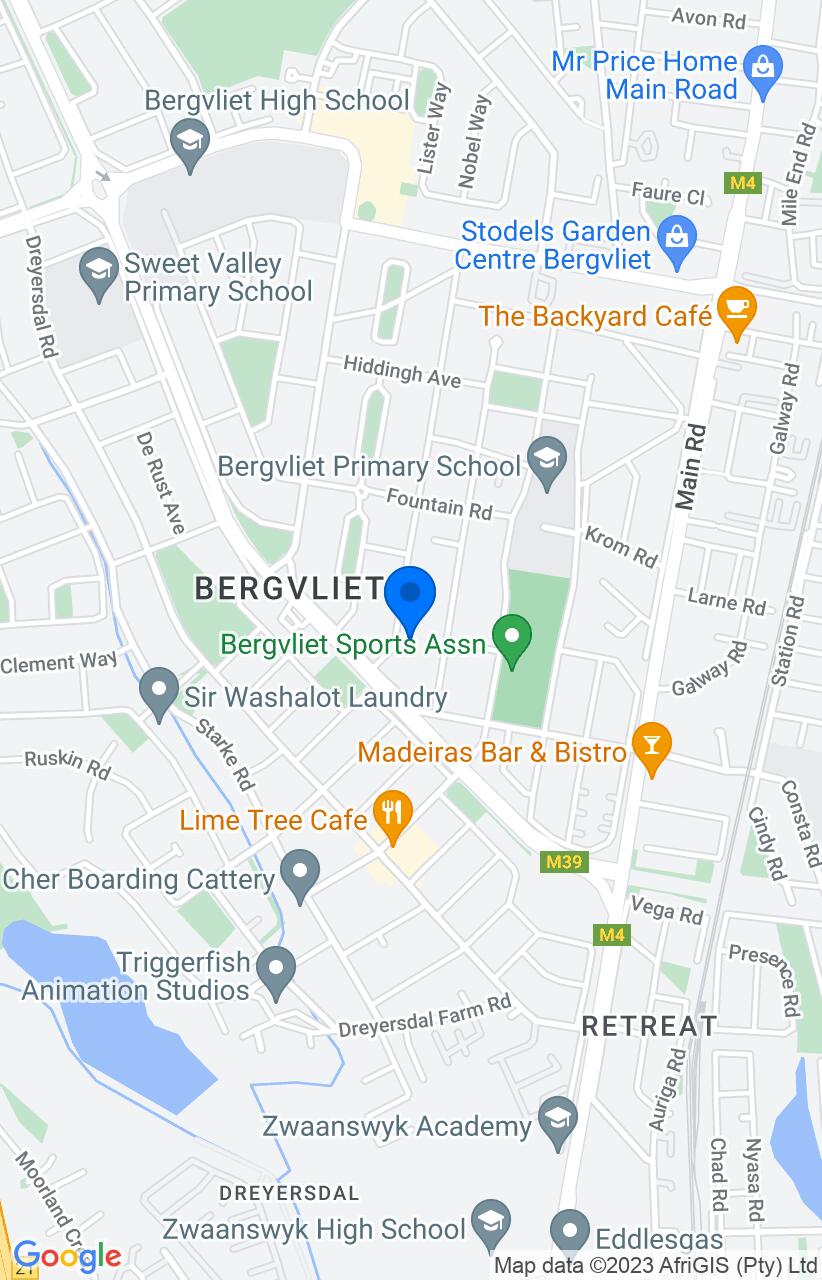 Avon Rd
Mr Price Home
Main Road
Bergvliet High School
Lister Way
Nobel Way
Mile End Rd
M4
Faure Cl
Stodels Garden
Centre Bergvliet
Dreyersdal Rd
Sweet Valley
Primary School
The Backyard Café
Hiddingh Ave
Galway Rd
De Rust Ave
Main Rd
Bergvliet Primary School
Fountain Rd
Krom Rd
BERGVLIET
Larne Rd
Station Rd
Bergvliet Sports Assn
Clement Way
Galway Rd
Sir Washalot Laundry
Starke Rd
Ruskin Rd
Madeiras Bar & Bistro
Consta Rd
Cindy Rd
Lime Tree Cafe
M39
Cher Boarding Cattery
Vega Rd
M4
Triggerfish
Animation Studios
Presence Rd
Dreyersdal Farm Rd
RETREAT
Auriga Rd
Zwaanswyk Academy
Chad Rd
Nyasa Rd
Moorland Cr
DREYERSDAL
Zwaanswyk High School
Eddlesgas
Google
Map data ©2023 AfriGIS (Pty) Ltd